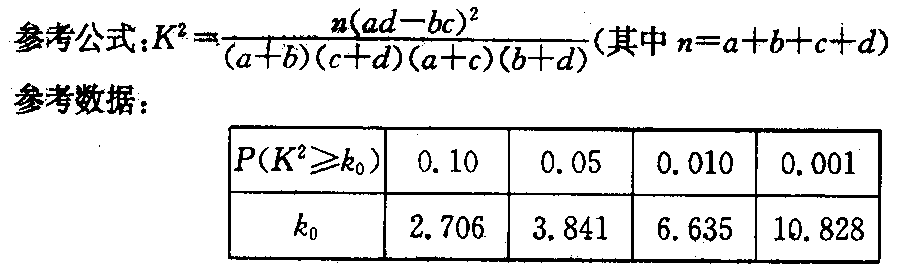 参考公式:K²=n(ad-bc)²/(a+b)(c+d)(a+c)(b+d)(其中 n=a+b+c+d)
参考数据:
P(K²≥k₀) 0.10 0.05 0.010 0.001
k₀ 2.706 3.841 6.635 10.828